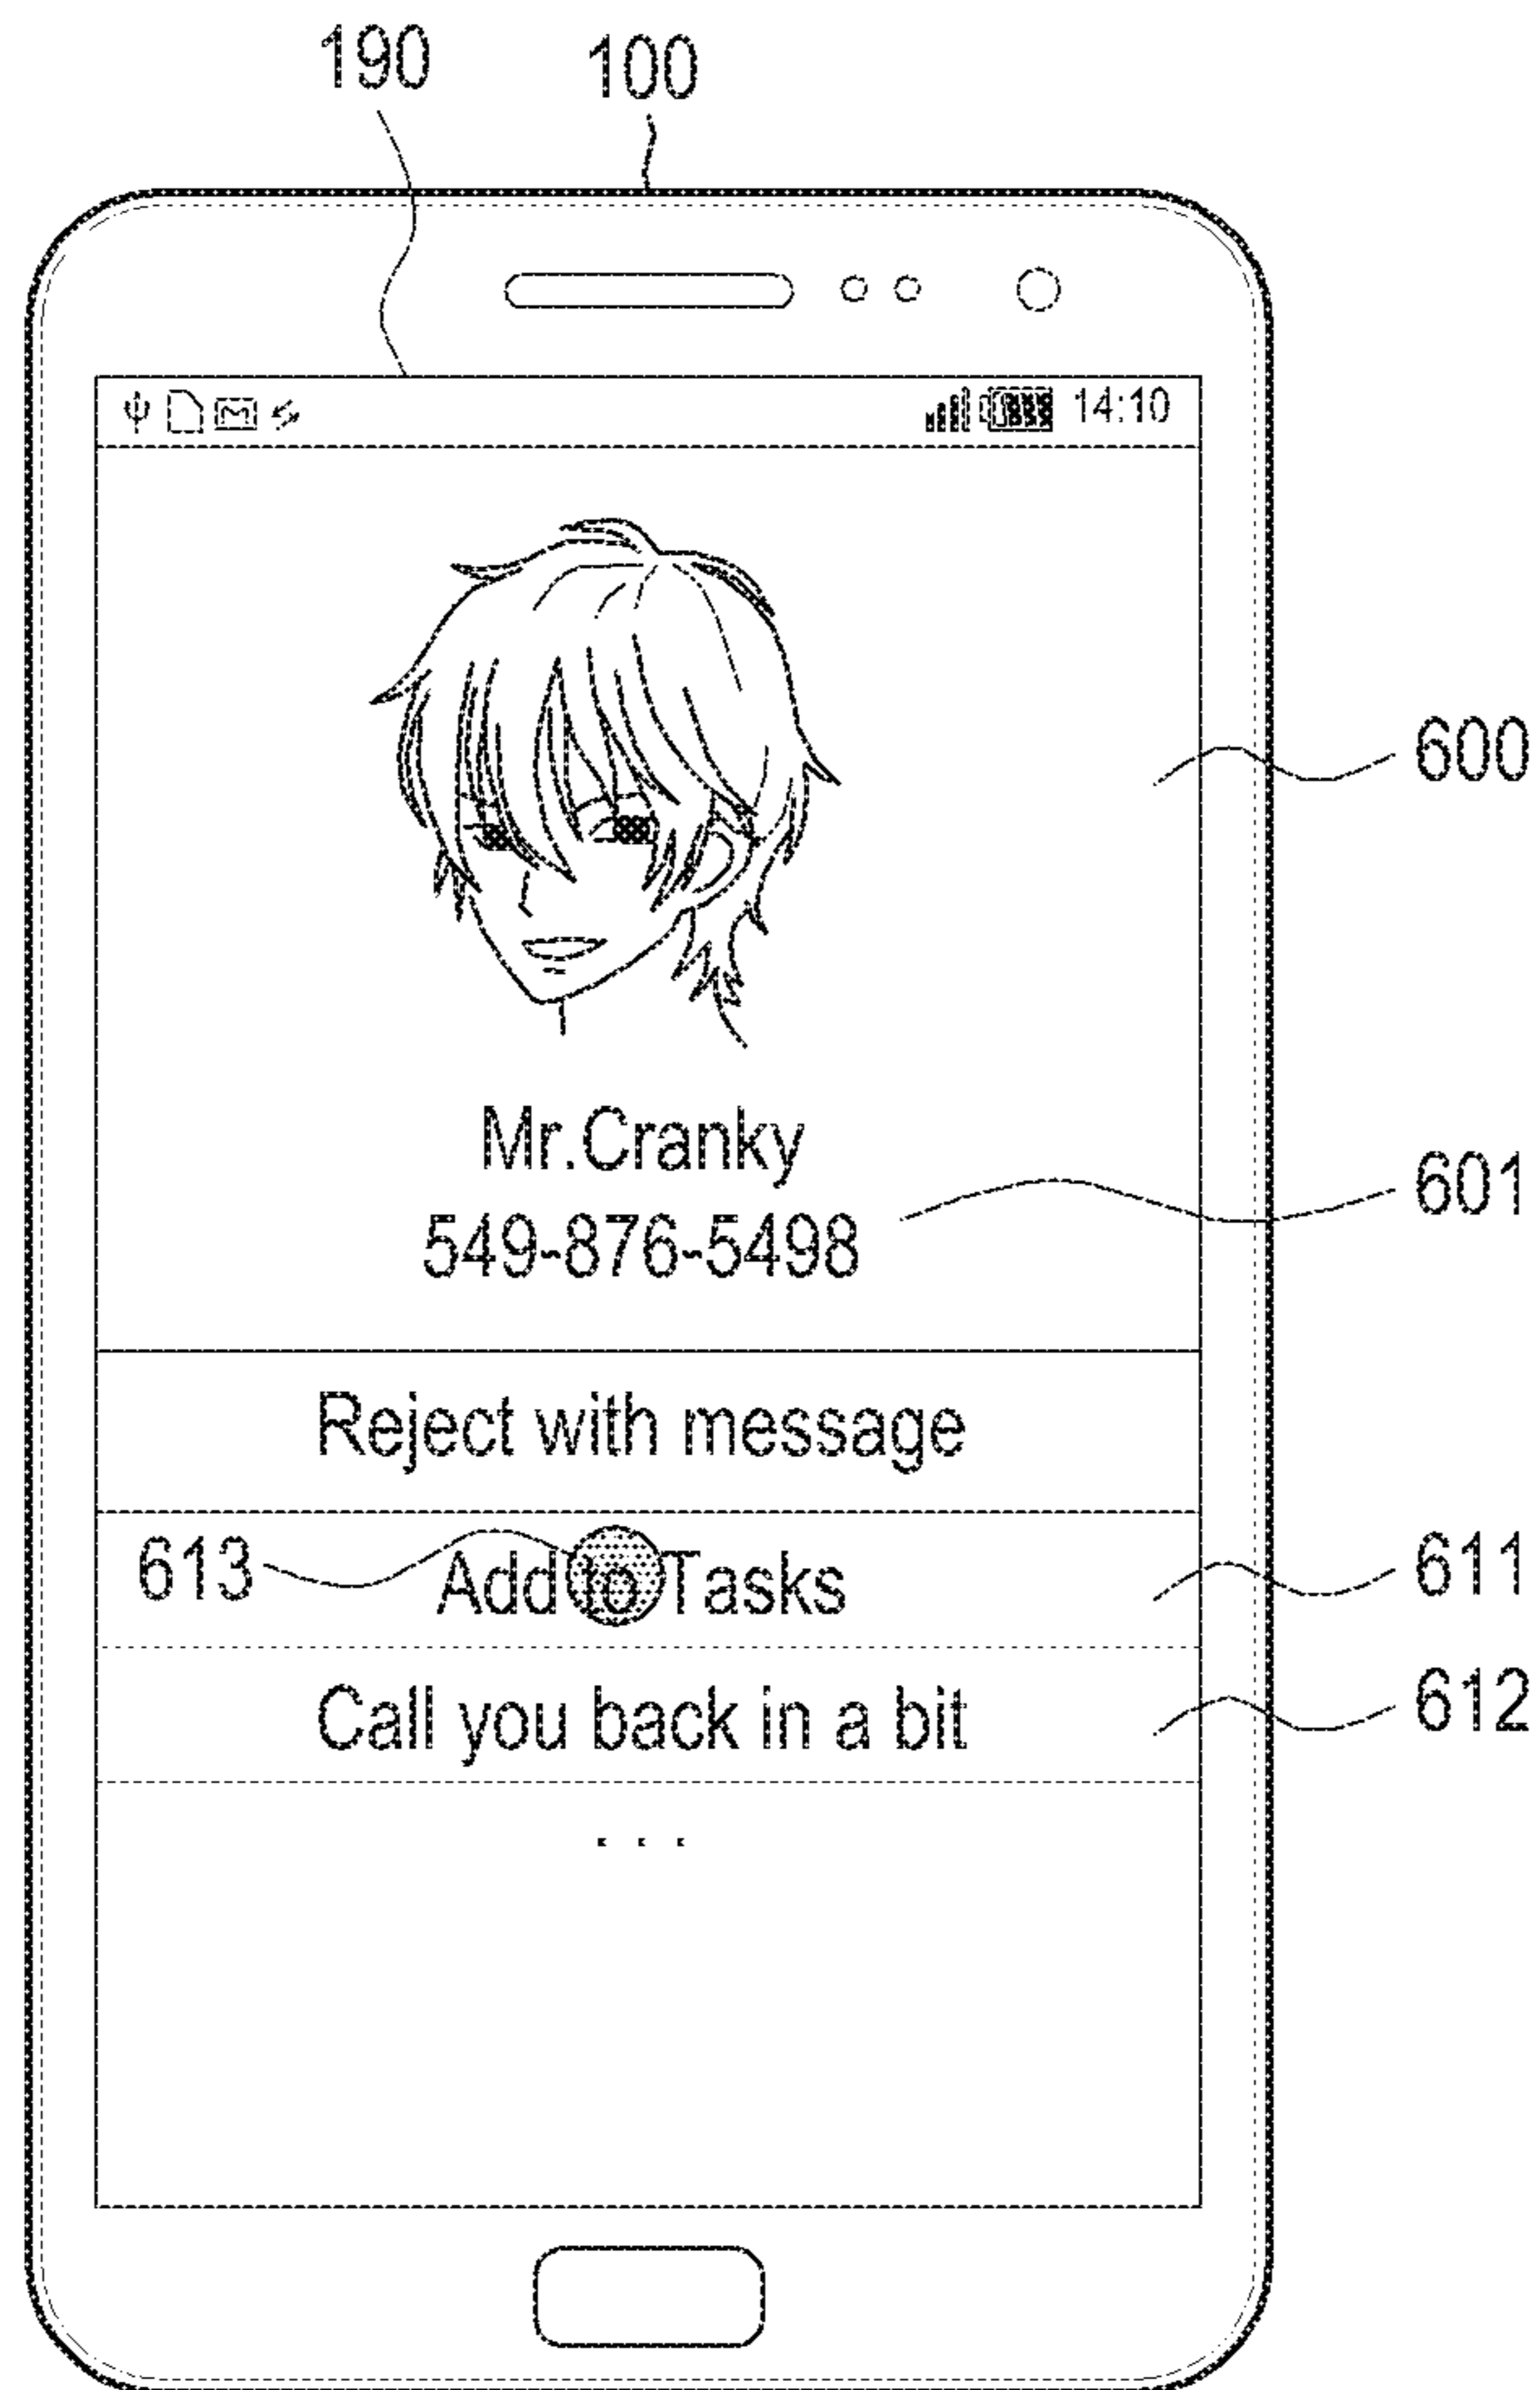 190 100
14:10
600
Mr.Cranky
601
549-876-5498
Reject with message
613 Add to Tasks 611
Call you back in a bit 612
...